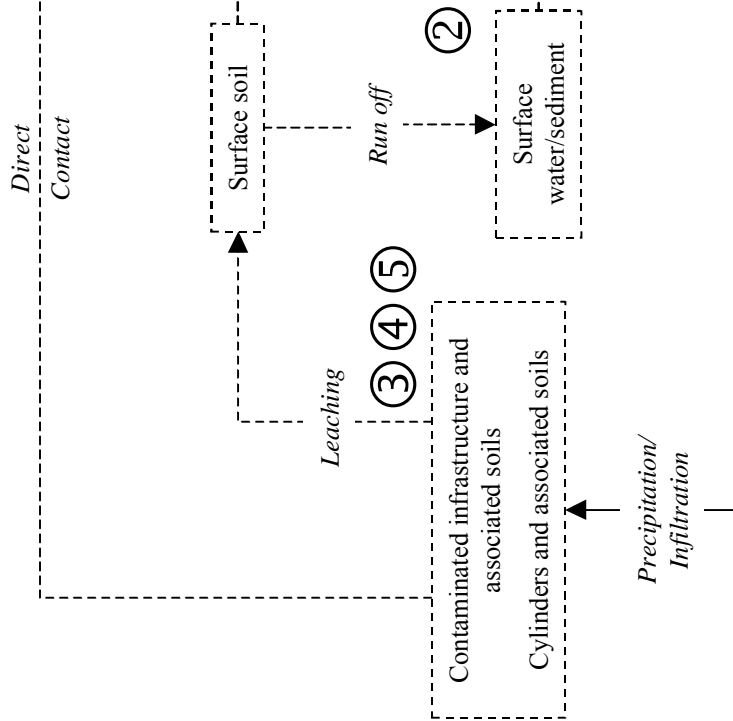 Direct
Contact
Surface soil
Run off
②
Surface
water/sediment
Leaching
③ ④ ⑤
Contaminated infrastructure and
associated soils
Cylinders and associated soils
Precipitation/
Infiltration